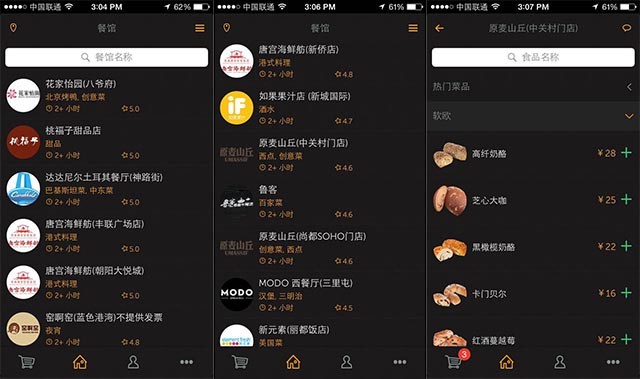 中国联通 3:04 PM 62%
餐馆
餐馆名称
花家怡园(八爷府)
北京烤鸭, 创意菜
2+ 小时 5.0
桃福子甜品店
甜品
2+ 小时 5.0
达达尼尔土耳其餐厅(神路街)
巴基斯坦菜, 中东菜
2+ 小时 5.0
唐宫海鲜舫(丰联广场店)
港式料理
2+ 小时 5.0
唐宫海鲜舫(朝阳大悦城)
港式料理
2+ 小时 5.0
窑啊窑(蓝色港湾)不提供发票
夜宵
2+ 小时 4.8
中国联通 3:06 PM 61%
餐馆
唐宫海鲜舫(新侨店)
港式料理
2+ 小时 4.8
如果果汁店 (新城国际)
酒水
2+ 小时 4.7
原麦山丘(中关村门店)
西点, 创意菜
2+ 小时 4.6
鲁客
百家菜
2+ 小时 4.6
原麦山丘(尚都SOHO门店)
创意菜, 西点
2+ 小时 4.6
MODO
MODO 西餐厅(三里屯)
汉堡, 三明治
2+ 小时 4.5
新元素(丽都饭店)
美国菜
中国联通 3:07 PM 61%
原麦山丘(中关村门店)
食品名称
热门菜品
软欧
高纤奶酪 ¥28
芝心大咖 ¥25
黑橄榄奶酪 ¥22
卡门贝尔 ¥16
红酒蔓越莓 ¥22
3